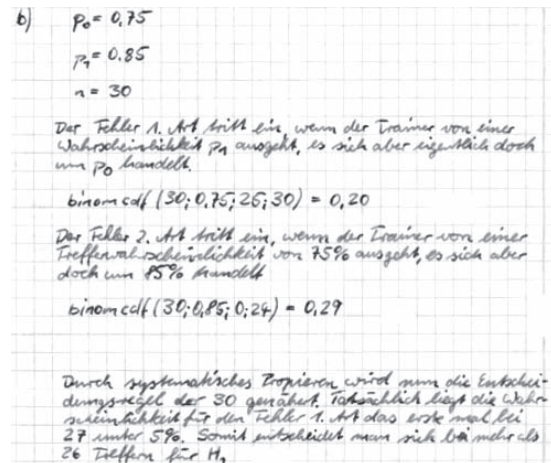 b) p₀ = 0,75
p₁ = 0.85
n = 30
Der Fehler 1. Art tritt ein, wenn der Trainer von einer
Wahrscheinlichkeit p₁ ausgeht, es sich aber eigentlich doch
um p₀ handelt.
binomcdf (30; 0,75; 25; 30) = 0,20
Der Fehler 2. Art tritt ein, wenn der Trainer von einer
Trefferwahrscheinlichkeit von 75% ausgeht, es sich aber
doch um 85% handelt
binomcdf (30; 0,85; 0; 24) = 0,29
Durch systematisches Propieren wird nun die Entschei-
dungsregel der 30 genähert. Tatsächlich liegt die Wahr-
scheinlichkeit für den Fehler 1. Art das erste mal bei
27 unter 5%. Somit entscheidet man sich bei mehr als
26 Treffern für H₁